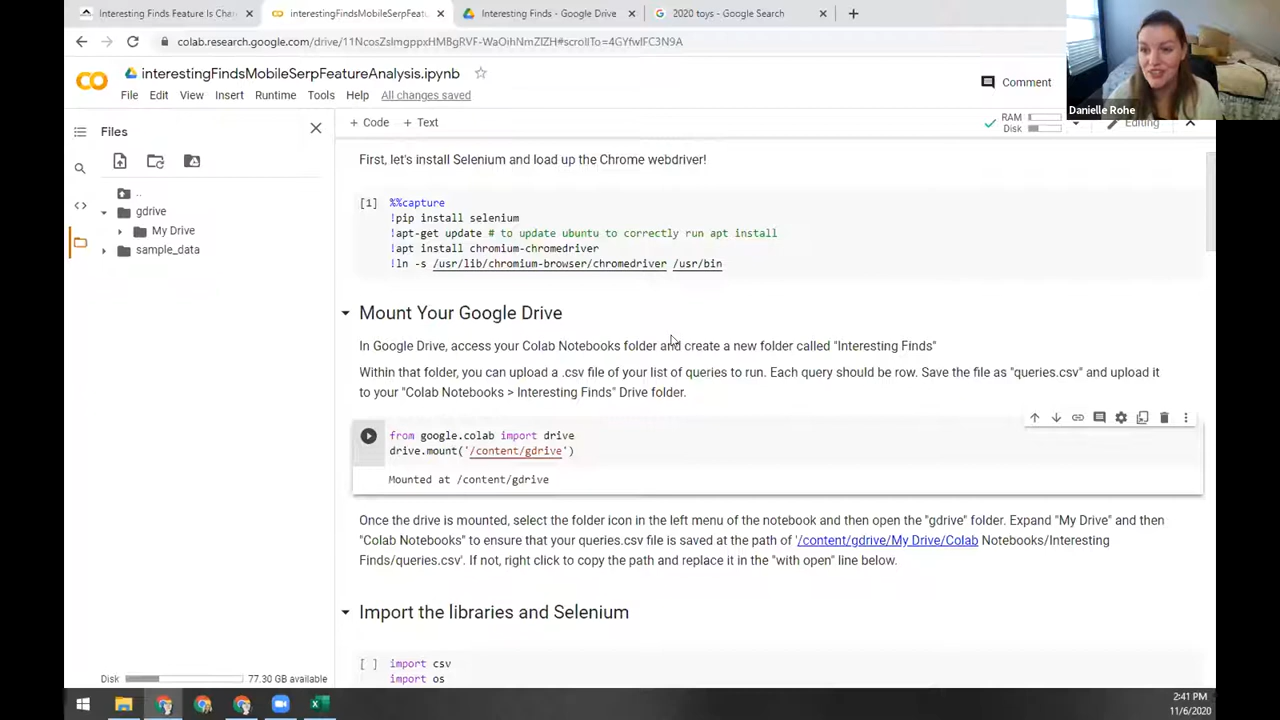 Interesting Finds Feature Is Char
interestingFindsMobileSerpFeatu
Interesting Finds - Google Drive
2020 toys - Google Search
colab.research.google.com/drive/11NcosZsImgppxHMBgRVF-WaOihNmZIZH#scrollTo=4GYfwIFC3N9A
interestingFindsMobileSerpFeatureAnalysis.ipynb
Comment
File Edit View Insert Runtime Tools Help All changes saved
Danielle Rohe
Files
+ Code + Text
RAM
Disk
Editing
..
gdrive
My Drive
sample_data
First, let's install Selenium and load up the Chrome webdriver!
[1] %%capture
!pip install selenium
!apt-get update # to update ubuntu to correctly run apt install
!apt install chromium-chromedriver
!ln -s /usr/lib/chromium-browser/chromedriver /usr/bin
Mount Your Google Drive
In Google Drive, access your Colab Notebooks folder and create a new folder called "Interesting Finds"
Within that folder, you can upload a .csv file of your list of queries to run. Each query should be row. Save the file as "queries.csv" and upload it
to your "Colab Notebooks > Interesting Finds" Drive folder.
from google.colab import drive
drive.mount('/content/gdrive')
Mounted at /content/gdrive
Once the drive is mounted, select the folder icon in the left menu of the notebook and then open the "gdrive" folder. Expand "My Drive" and then
"Colab Notebooks" to ensure that your queries.csv file is saved at the path of '/content/gdrive/My Drive/Colab Notebooks/Interesting
Finds/queries.csv'. If not, right click to copy the path and replace it in the "with open" line below.
Import the libraries and Selenium
[ ] import csv
import os
Disk 77.30 GB available
2:41 PM
11/6/2020